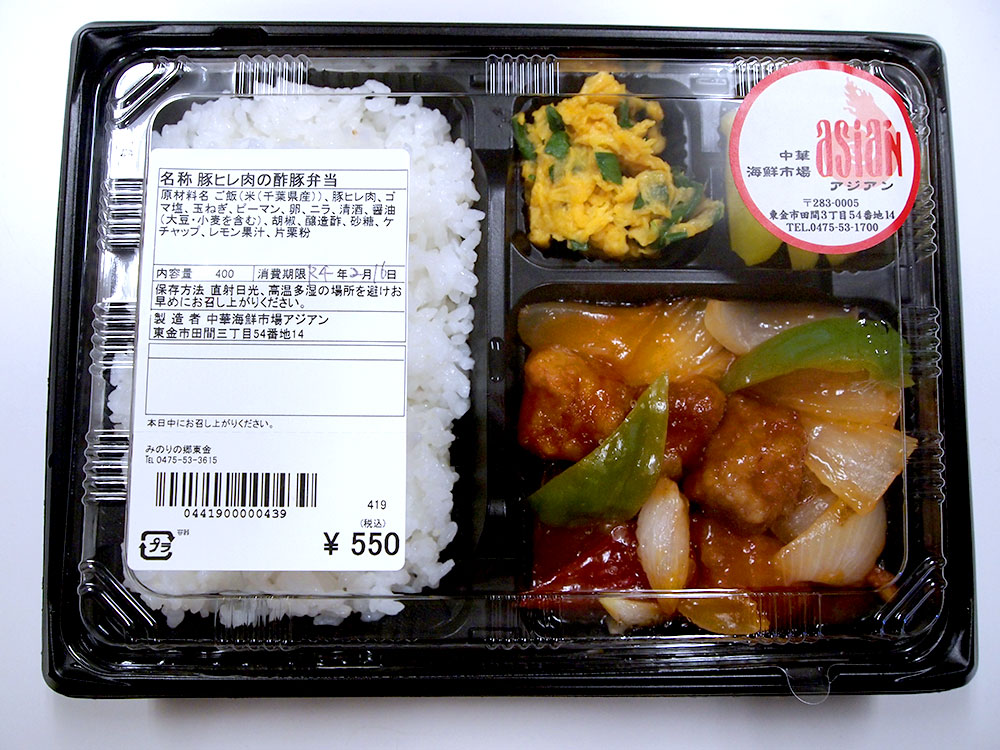 名称 豚ヒレ肉の酢豚弁当
原材料名 ご飯(米(千葉県産))、豚ヒレ肉、ゴ
マ塩、玉ねぎ、ピーマン、卵、ニラ、清酒、醤油
(大豆・小麦を含む)、胡椒、醸造酢、砂糖、ケ
チャップ、レモン果汁、片栗粉
内容量 400 消費期限 R4年2月16日
保存方法 直射日光、高温多湿の場所を避けお
早めにお召し上がりください。
製造者 中華海鮮市場アジアン
東金市田間三丁目54番地14
本日中にお召し上がりください。
みのりの郷東金
TEL 0475-53-3615
0441900000439
419
(税込)
プラ
¥ 550
中華
海鮮市場
asian
アジアン
〒283-0005
東金市田間3丁目54番地14
TEL.0475-53-1700